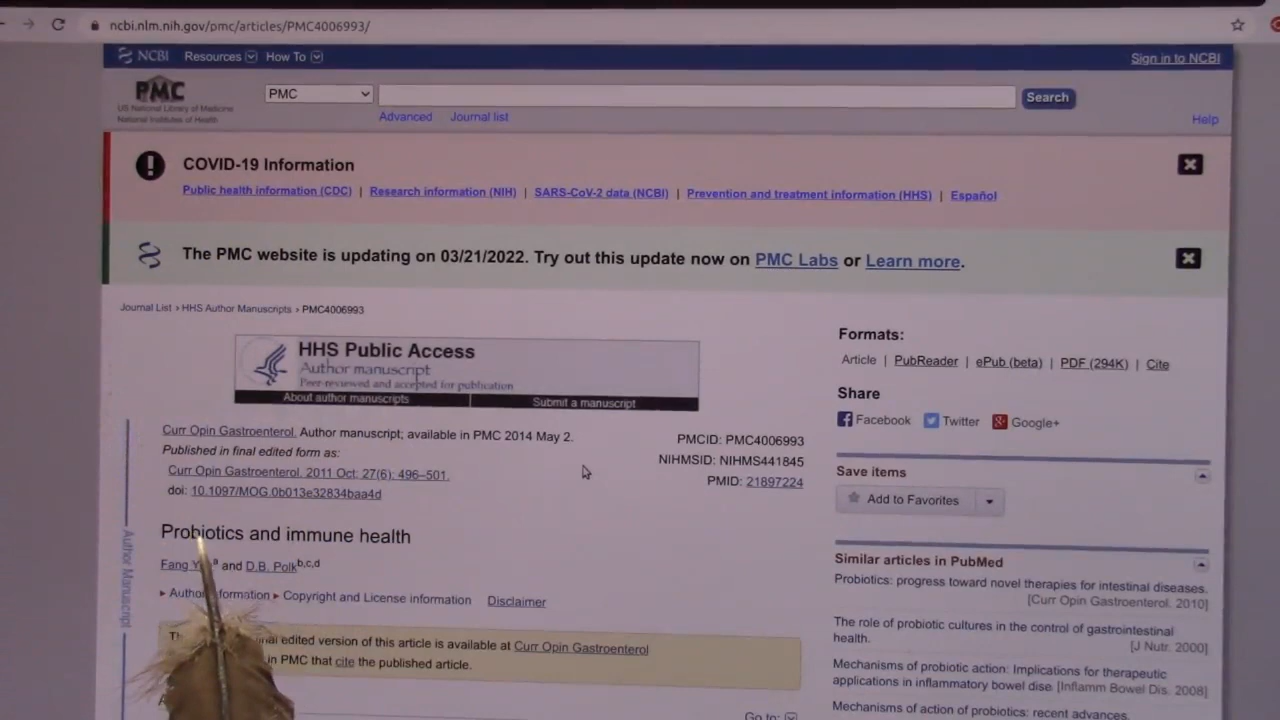 ncbi.nlm.nih.gov/pmc/articles/PMC4006993/
NCBI Resources How To Sign in to NCBI
PMC
US National Library of Medicine
National Institutes of Health
PMC Search
Advanced Journal list Help
COVID-19 Information
Public health information (CDC) | Research information (NIH) | SARS-CoV-2 data (NCBI) | Prevention and treatment information (HHS) | Español
The PMC website is updating on 03/21/2022. Try out this update now on PMC Labs or Learn more.
Journal List > HHS Author Manuscripts > PMC4006993
HHS Public Access
Author manuscript
Peer-reviewed and accepted for publication
About author manuscripts Submit a manuscript
Curr Opin Gastroenterol. Author manuscript; available in PMC 2014 May 2.
Published in final edited form as:
Curr Opin Gastroenterol. 2011 Oct; 27(6): 496–501.
doi: 10.1097/MOG.0b013e32834baa4d
PMCID: PMC4006993
NIHMSID: NIHMS441845
PMID: 21897224
Probiotics and immune health
Fang a and D.B. Polk b,c,d
Author information Copyright and License information Disclaimer
final edited version of this article is available at Curr Opin Gastroenterol
in PMC that cite the published article.
Go to:
Author Manuscript
Formats:
Article | PubReader | ePub (beta) | PDF (294K) | Cite
Share
Facebook Twitter Google+
Save items
Add to Favorites
Similar articles in PubMed
Probiotics: progress toward novel therapies for intestinal diseases.
[Curr Opin Gastroenterol. 2010]
The role of probiotic cultures in the control of gastrointestinal
health. [J Nutr. 2000]
Mechanisms of probiotic action: Implications for therapeutic
applications in inflammatory bowel dise [Inflamm Bowel Dis. 2008]
Mechanisms of action of probiotics: recent advances.